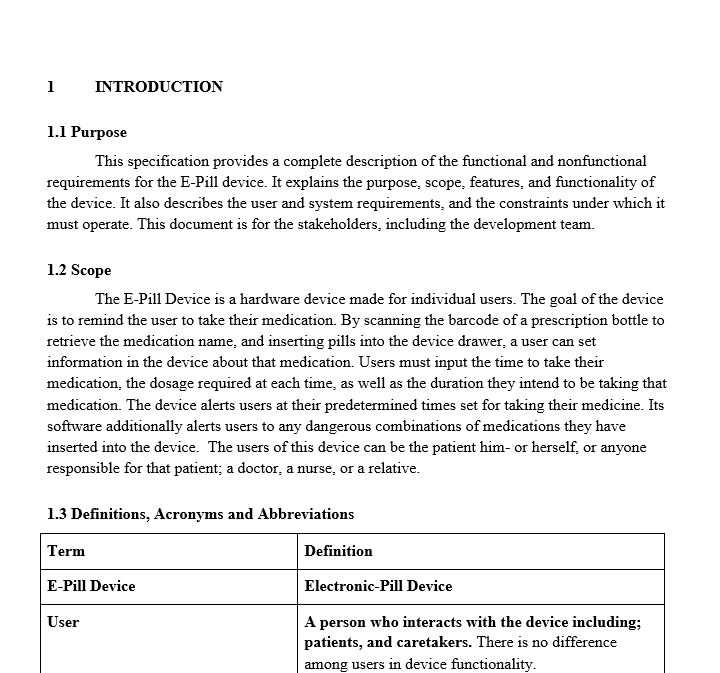 1 INTRODUCTION
1.1 Purpose
This specification provides a complete description of the functional and nonfunctional
requirements for the E-Pill device. It explains the purpose, scope, features, and functionality of
the device. It also describes the user and system requirements, and the constraints under which it
must operate. This document is for the stakeholders, including the development team.
1.2 Scope
The E-Pill Device is a hardware device made for individual users. The goal of the device
is to remind the user to take their medication. By scanning the barcode of a prescription bottle to
retrieve the medication name, and inserting pills into the device drawer, a user can set
information in the device about that medication. Users must input the time to take their
medication, the dosage required at each time, as well as the duration they intend to be taking that
medication. The device alerts users at their predetermined times set for taking their medicine. Its
software additionally alerts users to any dangerous combinations of medications they have
inserted into the device.  The users of this device can be the patient him- or herself, or anyone
responsible for that patient; a doctor, a nurse, or a relative.
1.3 Definitions, Acronyms and Abbreviations
Term Definition
E-Pill Device Electronic-Pill Device
User A person who interacts with the device including;
patients, and caretakers. There is no difference
among users in device functionality.